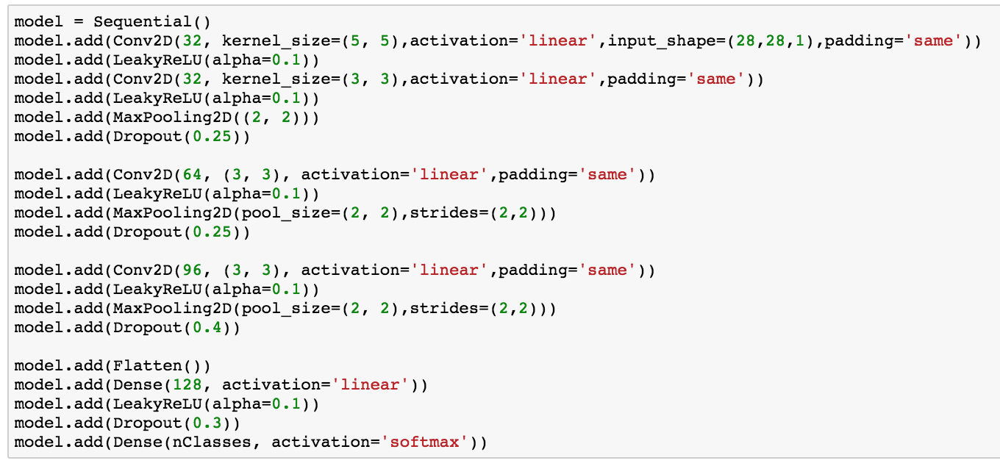 model = Sequential()
model.add(Conv2D(32, kernel_size=(5, 5),activation='linear',input_shape=(28,28,1),padding='same'))
model.add(LeakyReLU(alpha=0.1))
model.add(Conv2D(32, kernel_size=(3, 3),activation='linear',padding='same'))
model.add(LeakyReLU(alpha=0.1))
model.add(MaxPooling2D((2, 2)))
model.add(Dropout(0.25))

model.add(Conv2D(64, (3, 3), activation='linear',padding='same'))
model.add(LeakyReLU(alpha=0.1))
model.add(MaxPooling2D(pool_size=(2, 2),strides=(2,2)))
model.add(Dropout(0.25))

model.add(Conv2D(96, (3, 3), activation='linear',padding='same'))
model.add(LeakyReLU(alpha=0.1))
model.add(MaxPooling2D(pool_size=(2, 2),strides=(2,2)))
model.add(Dropout(0.4))

model.add(Flatten())
model.add(Dense(128, activation='linear'))
model.add(LeakyReLU(alpha=0.1))
model.add(Dropout(0.3))
model.add(Dense(nClasses, activation='softmax'))